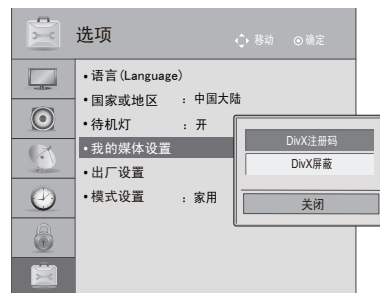 选项
移动 ⊙确定
•语言(Language)
•国家或地区 ：中国大陆
•待机灯 ：开
•我的媒体设置
•出厂设置
•模式设置 ：家用
DivX注册码
DivX屏蔽
关闭